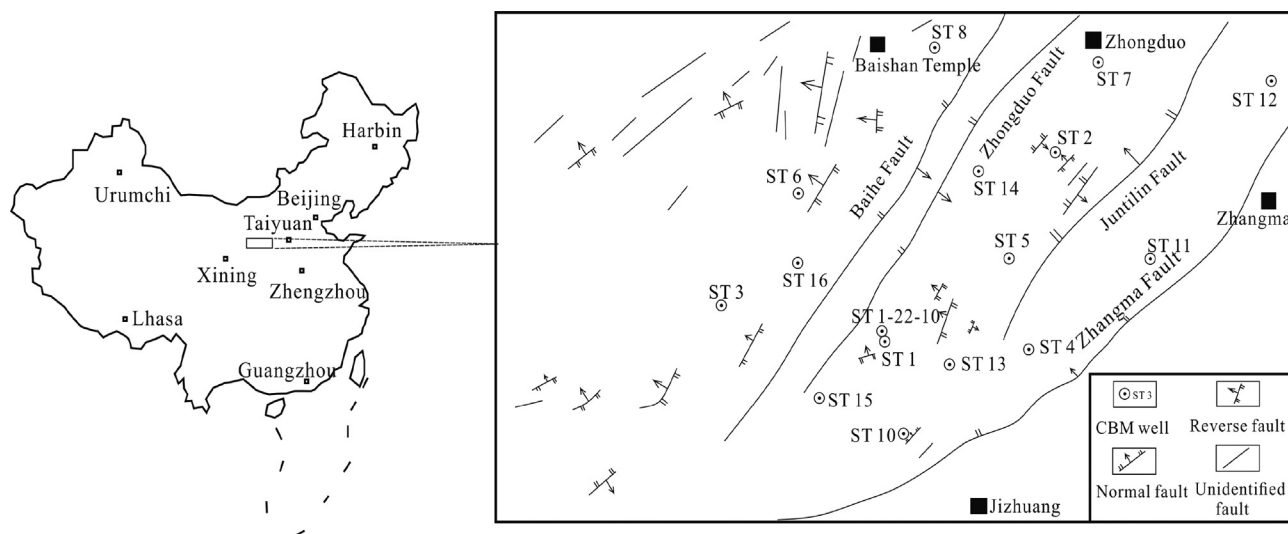 Harbin
Urumchi
Beijing
Taiyuan
Xining
Zhengzhou
Lhasa
Guangzhou
ST 8
Baishan Temple
Zhongduo
ST 7
ST 12
Zhongduo Fault
ST 2
ST 14
ST 6
Baihe Fault
Juntilin Fault
Zhangma
ST 5
ST 11
ST 16
ST 3
Zhangma Fault
ST 1-22-10
ST 1
ST 4
ST 13
ST 15
ST 10
Jizhuang
ST 3
CBM well
Reverse fault
Normal fault
Unidentified
fault